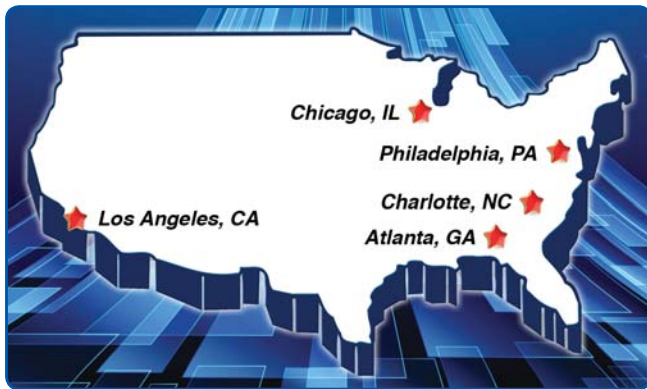 Chicago, IL
Philadelphia, PA
Charlotte, NC
Los Angeles, CA
Atlanta, GA